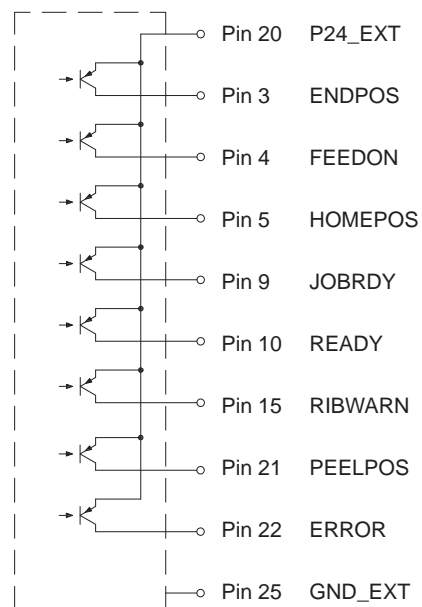 Pin 20 P24_EXT
Pin 3 ENDPOS
Pin 4 FEEDON
Pin 5 HOMEPOS
Pin 9 JOBRDY
Pin 10 READY
Pin 15 RIBWARN
Pin 21 PEELPOS
Pin 22 ERROR
Pin 25 GND_EXT